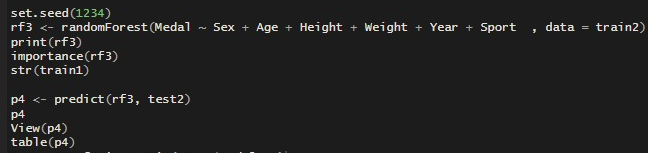 set.seed(1234)
rf3 <- randomForest(Medal ~ Sex + Age + Height + Weight + Year + Sport  , data = train2)
print(rf3)
importance(rf3)
str(train1)
p4 <- predict(rf3, test2)
p4
View(p4)
table(p4)